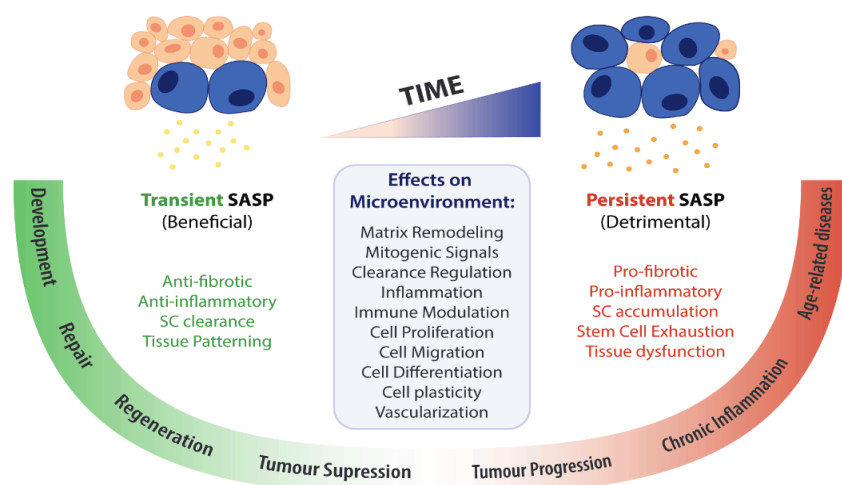 TIME
Transient SASP
(Beneficial)
Anti-fibrotic
Anti-inflammatory
SC clearance
Tissue Patterning
Effects on
Microenvironment:
Matrix Remodeling
Mitogenic Signals
Clearance Regulation
Inflammation
Immune Modulation
Cell Proliferation
Cell Migration
Cell Differentiation
Cell plasticity
Vascularization
Persistent SASP
(Detrimental)
Pro-fibrotic
Pro-inflammatory
SC accumulation
Stem Cell Exhaustion
Tissue dysfunction
Development
Repair
Regeneration
Tumour Supression
Tumour Progression
Chronic Inflammation
Age-related diseases